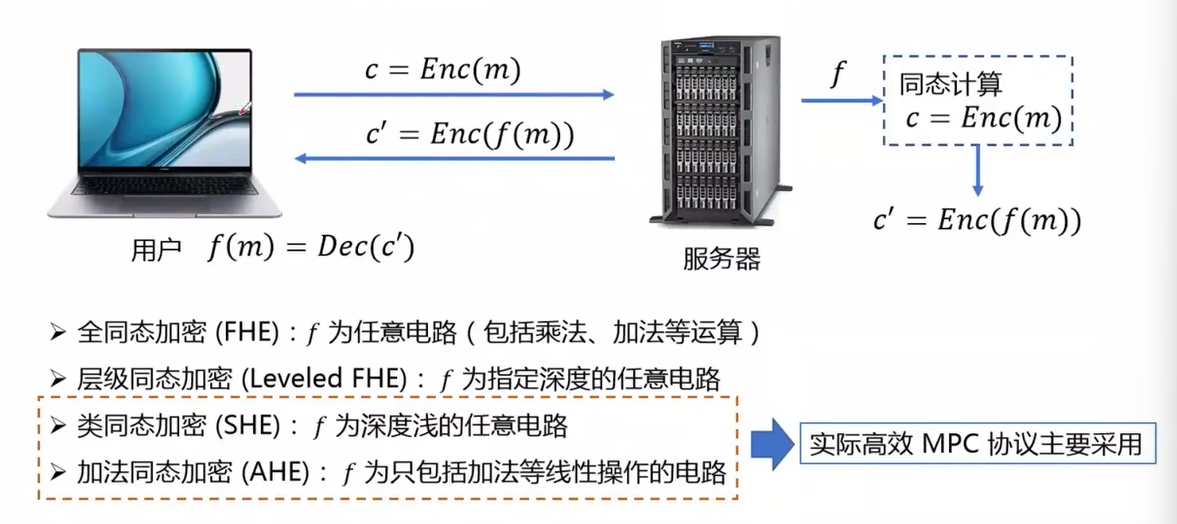 c = Enc(m)
c′ = Enc(f(m))
f
同态计算
c = Enc(m)
c′ = Enc(f(m))
用户 f(m) = Dec(c′)
服务器
➢ 全同态加密 (FHE)：f 为任意电路（包括乘法、加法等运算）
➢ 层级同态加密 (Leveled FHE)：f 为指定深度的任意电路
➢ 类同态加密 (SHE)：f 为深度浅的任意电路
➢ 加法同态加密 (AHE)：f 为只包括加法等线性操作的电路
实际高效 MPC 协议主要采用